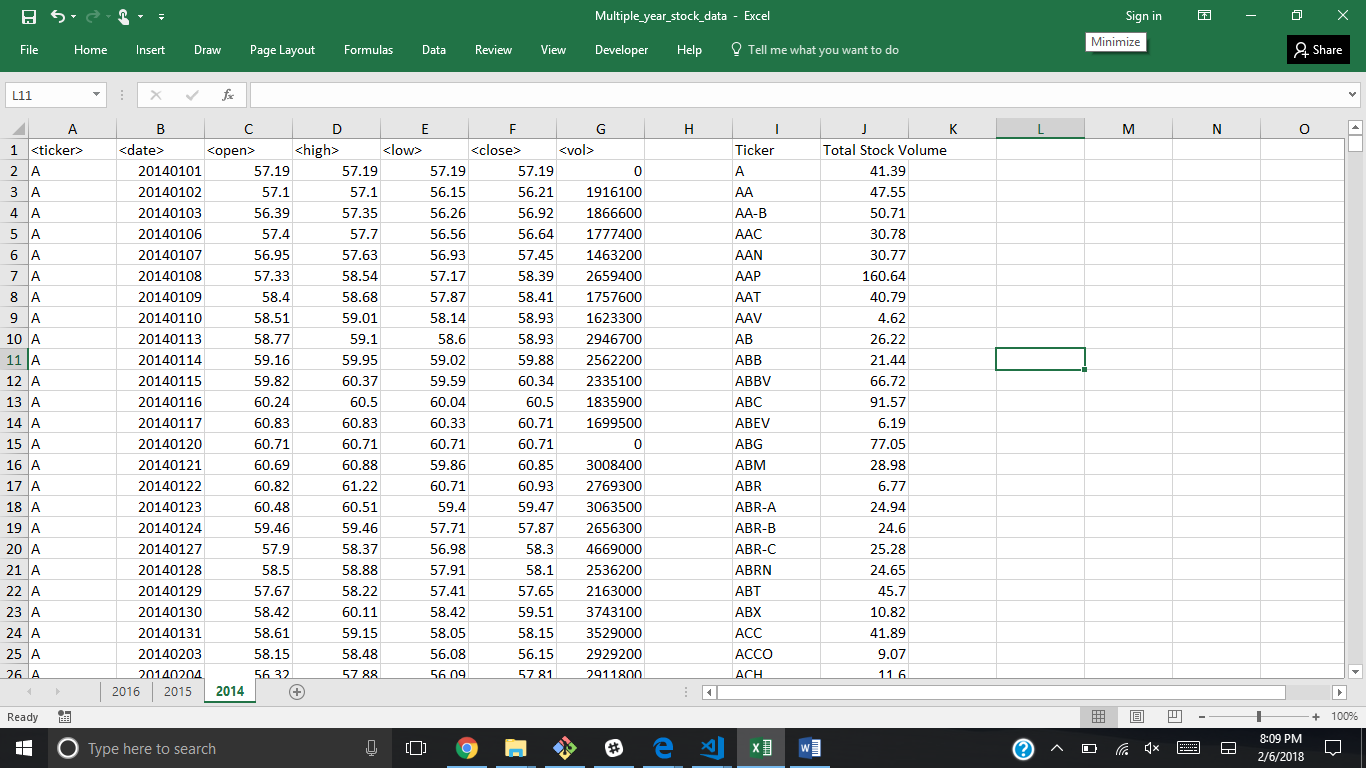 Multiple_year_stock_data - Excel
Sign in
File Home Insert Draw Page Layout Formulas Data Review View Developer Help Tell me what you want to do
Minimize
Share
L11 fx
A B C D E F G H I J K L M N O
1 <ticker> <date> <open> <high> <low> <close> <vol> Ticker Total Stock Volume
2 A 20140101 57.19 57.19 57.19 57.19 0 A 41.39
3 A 20140102 57.1 57.1 56.15 56.21 1916100 AA 47.55
4 A 20140103 56.39 57.35 56.26 56.92 1866600 AA-B 50.71
5 A 20140106 57.4 57.7 56.56 56.64 1777400 AAC 30.78
6 A 20140107 56.95 57.63 56.93 57.45 1463200 AAN 30.77
7 A 20140108 57.33 58.54 57.17 58.39 2659400 AAP 160.64
8 A 20140109 58.4 58.68 57.87 58.41 1757600 AAT 40.79
9 A 20140110 58.51 59.01 58.14 58.93 1623300 AAV 4.62
10 A 20140113 58.77 59.1 58.6 58.93 2946700 AB 26.22
11 A 20140114 59.16 59.95 59.02 59.88 2562200 ABB 21.44
12 A 20140115 59.82 60.37 59.59 60.34 2335100 ABBV 66.72
13 A 20140116 60.24 60.5 60.04 60.5 1835900 ABC 91.57
14 A 20140117 60.83 60.83 60.33 60.71 1699500 ABEV 6.19
15 A 20140120 60.71 60.71 60.71 60.71 0 ABG 77.05
16 A 20140121 60.69 60.88 59.86 60.85 3008400 ABM 28.98
17 A 20140122 60.82 61.22 60.71 60.93 2769300 ABR 6.77
18 A 20140123 60.48 60.51 59.4 59.47 3063500 ABR-A 24.94
19 A 20140124 59.46 59.46 57.71 57.87 2656300 ABR-B 24.6
20 A 20140127 57.9 58.37 56.98 58.3 4669000 ABR-C 25.28
21 A 20140128 58.5 58.88 57.91 58.1 2536200 ABRN 24.65
22 A 20140129 57.67 58.22 57.41 57.65 2163000 ABT 45.7
23 A 20140130 58.42 60.11 58.42 59.51 3743100 ABX 10.82
24 A 20140131 58.61 59.15 58.05 58.15 3529000 ACC 41.89
25 A 20140203 58.15 58.48 56.08 56.15 2929200 ACCO 9.07
26 A 20140204 56.32 57.88 56.09 57.81 2911800 ACH 11.6
2016 2015 2014
Ready 100%
Type here to search
8:09 PM
2/6/2018